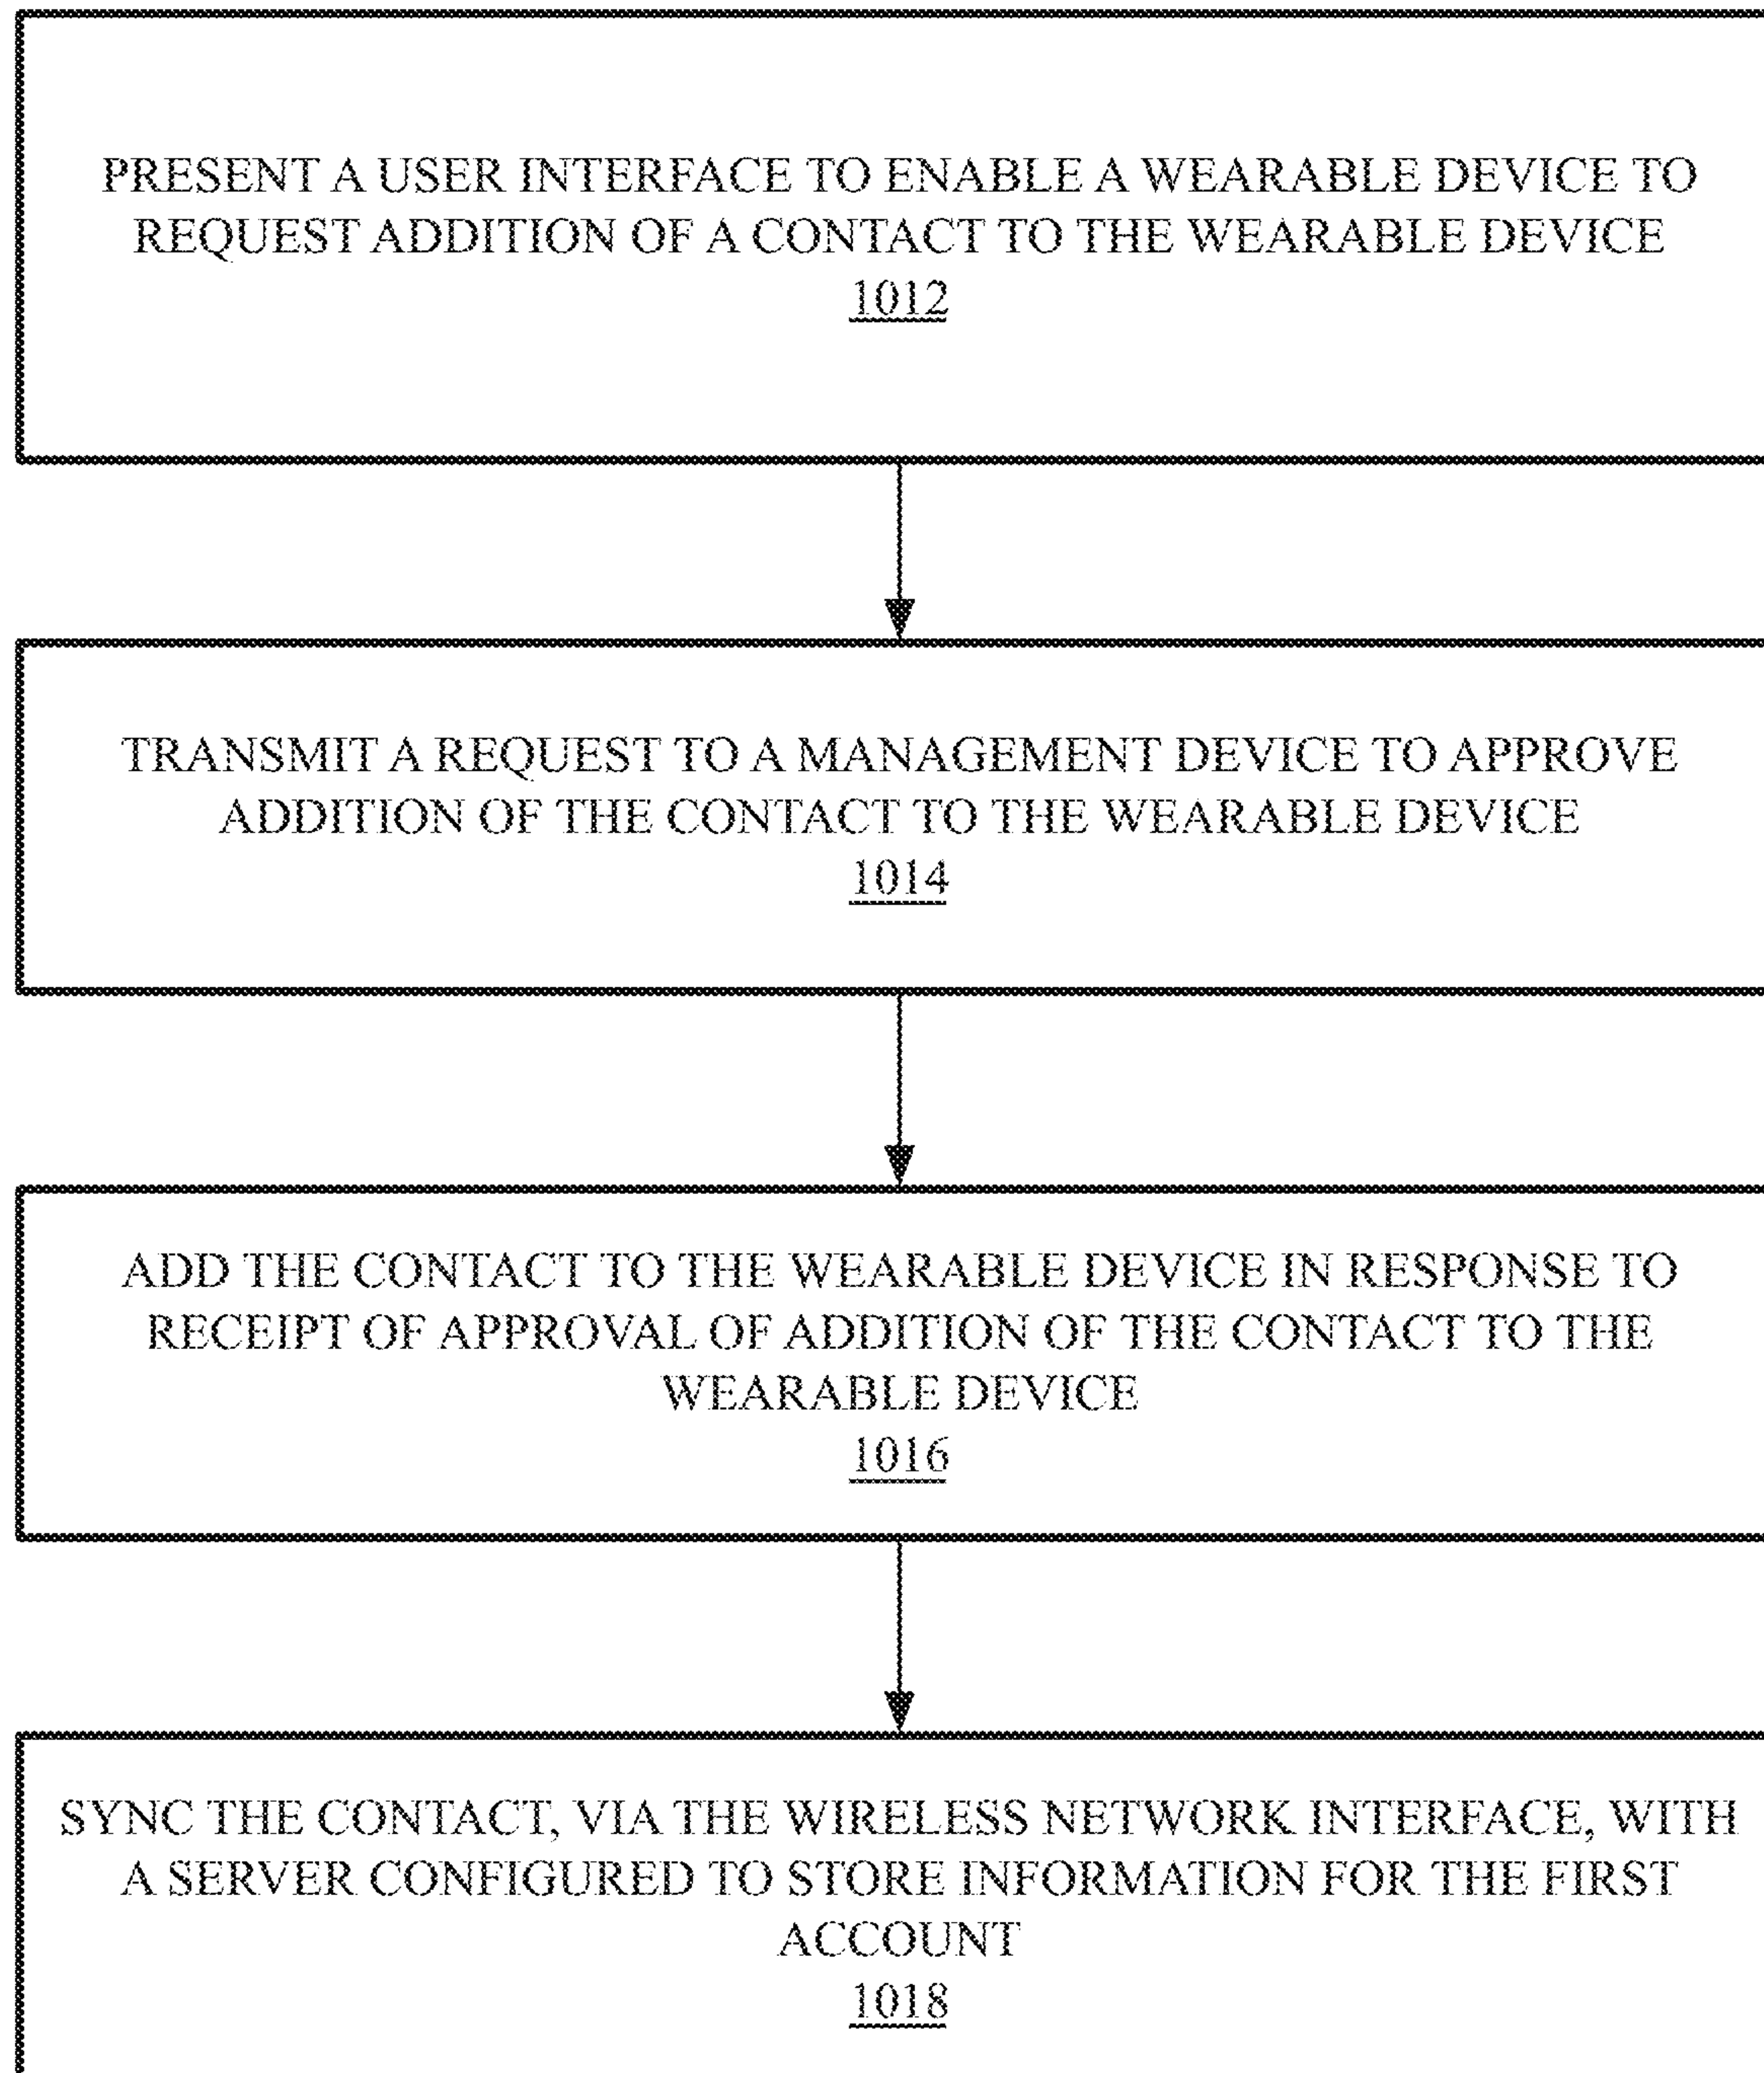 PRESENT A USER INTERFACE TO ENABLE A WEARABLE DEVICE TO
REQUEST ADDITION OF A CONTACT TO THE WEARABLE DEVICE
1012
TRANSMIT A REQUEST TO A MANAGEMENT DEVICE TO APPROVE
ADDITION OF THE CONTACT TO THE WEARABLE DEVICE
1014
ADD THE CONTACT TO THE WEARABLE DEVICE IN RESPONSE TO
RECEIPT OF APPROVAL OF ADDITION OF THE CONTACT TO THE
WEARABLE DEVICE
1016
SYNC THE CONTACT, VIA THE WIRELESS NETWORK INTERFACE, WITH
A SERVER CONFIGURED TO STORE INFORMATION FOR THE FIRST
ACCOUNT
1018